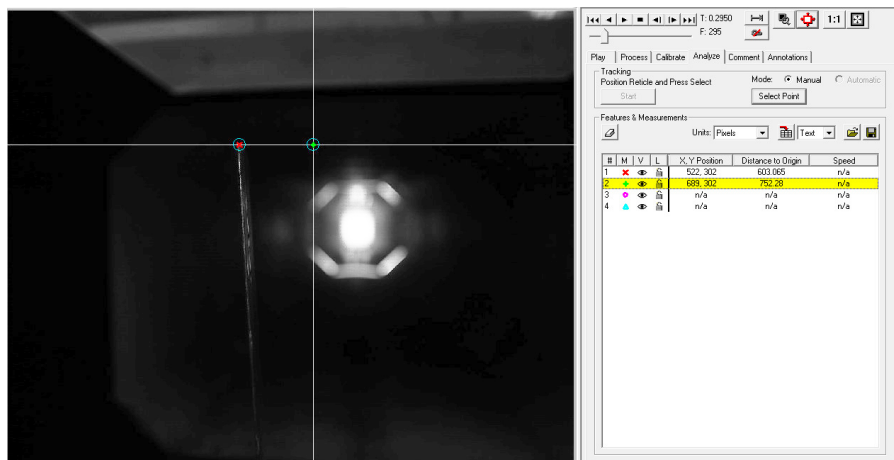 T: 0.2950
F: 295
1:1
Play Process Calibrate Analyze Comment Annotations
Tracking
Position Reticle and Press Select
Mode: Manual Automatic
Start Select Point
Features & Measurements
Units: Pixels Text
# M V L X, Y Position Distance to Origin Speed
1 522, 302 603.065 n/a
2 689, 302 752.28 n/a
3 n/a n/a n/a
4 n/a n/a n/a